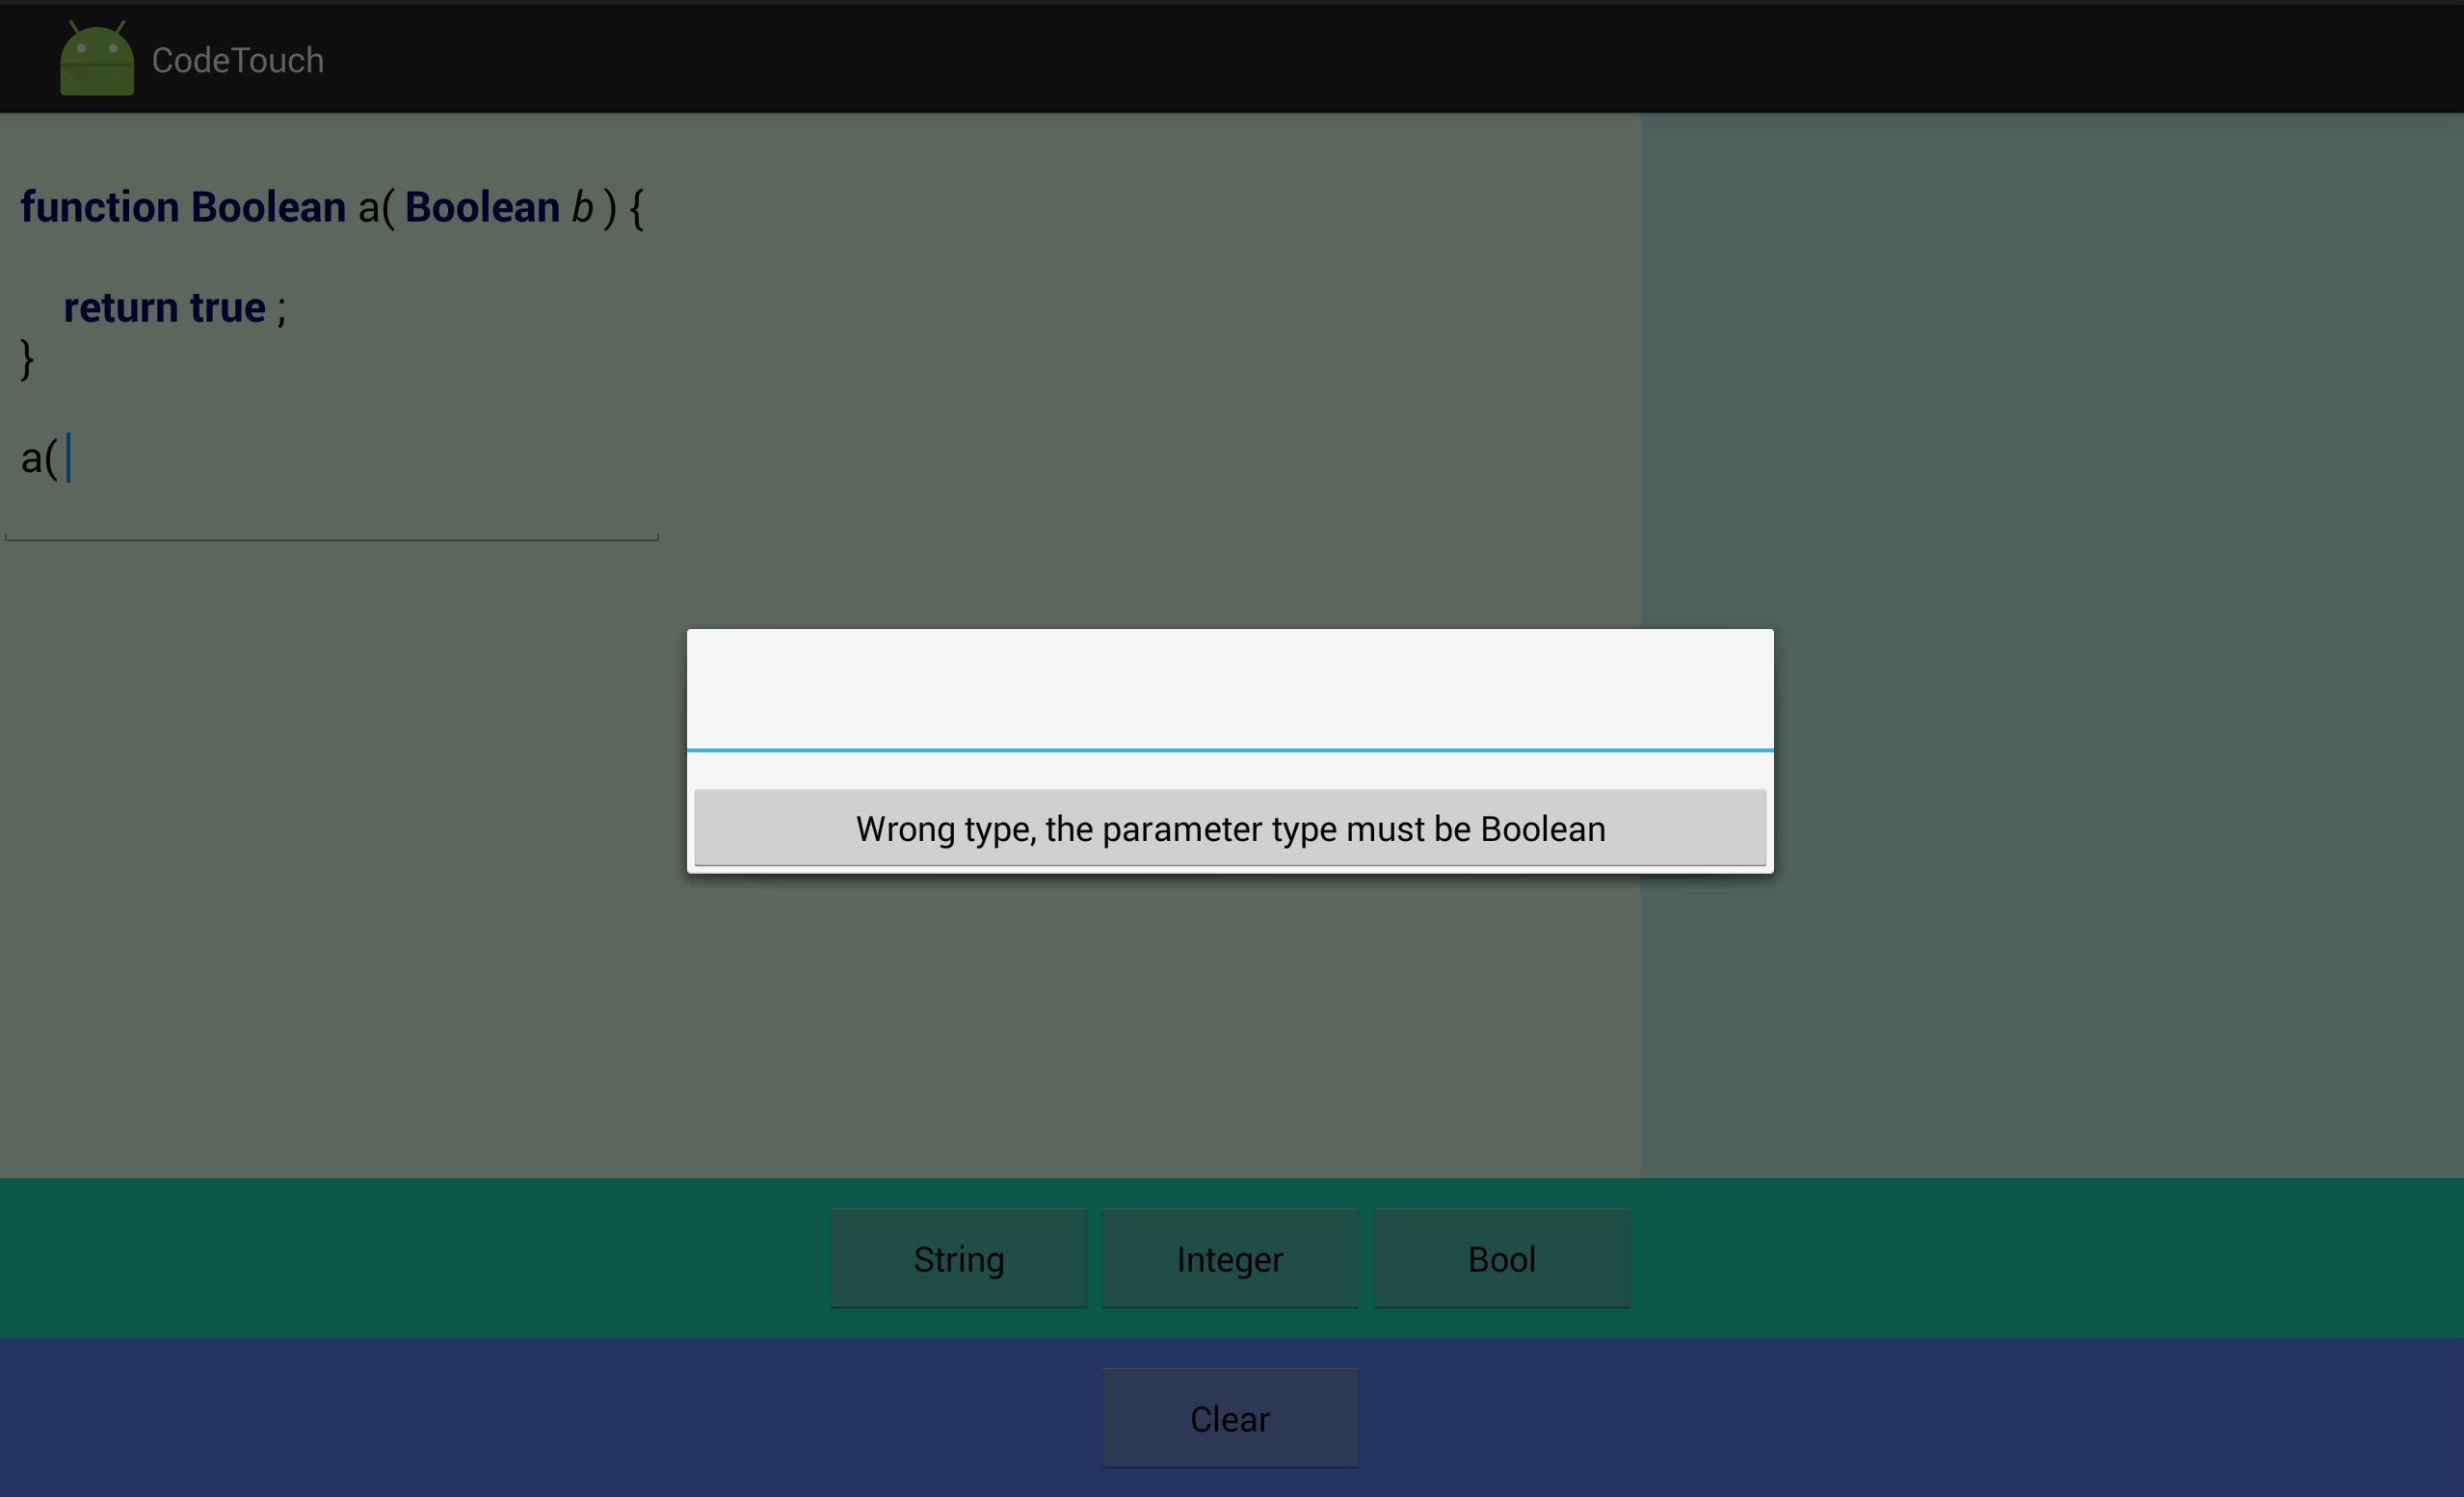 CodeTouch
function Boolean a( Boolean b ) {
return true ;
}
a(
Wrong type, the parameter type must be Boolean
String Integer Bool
Clear